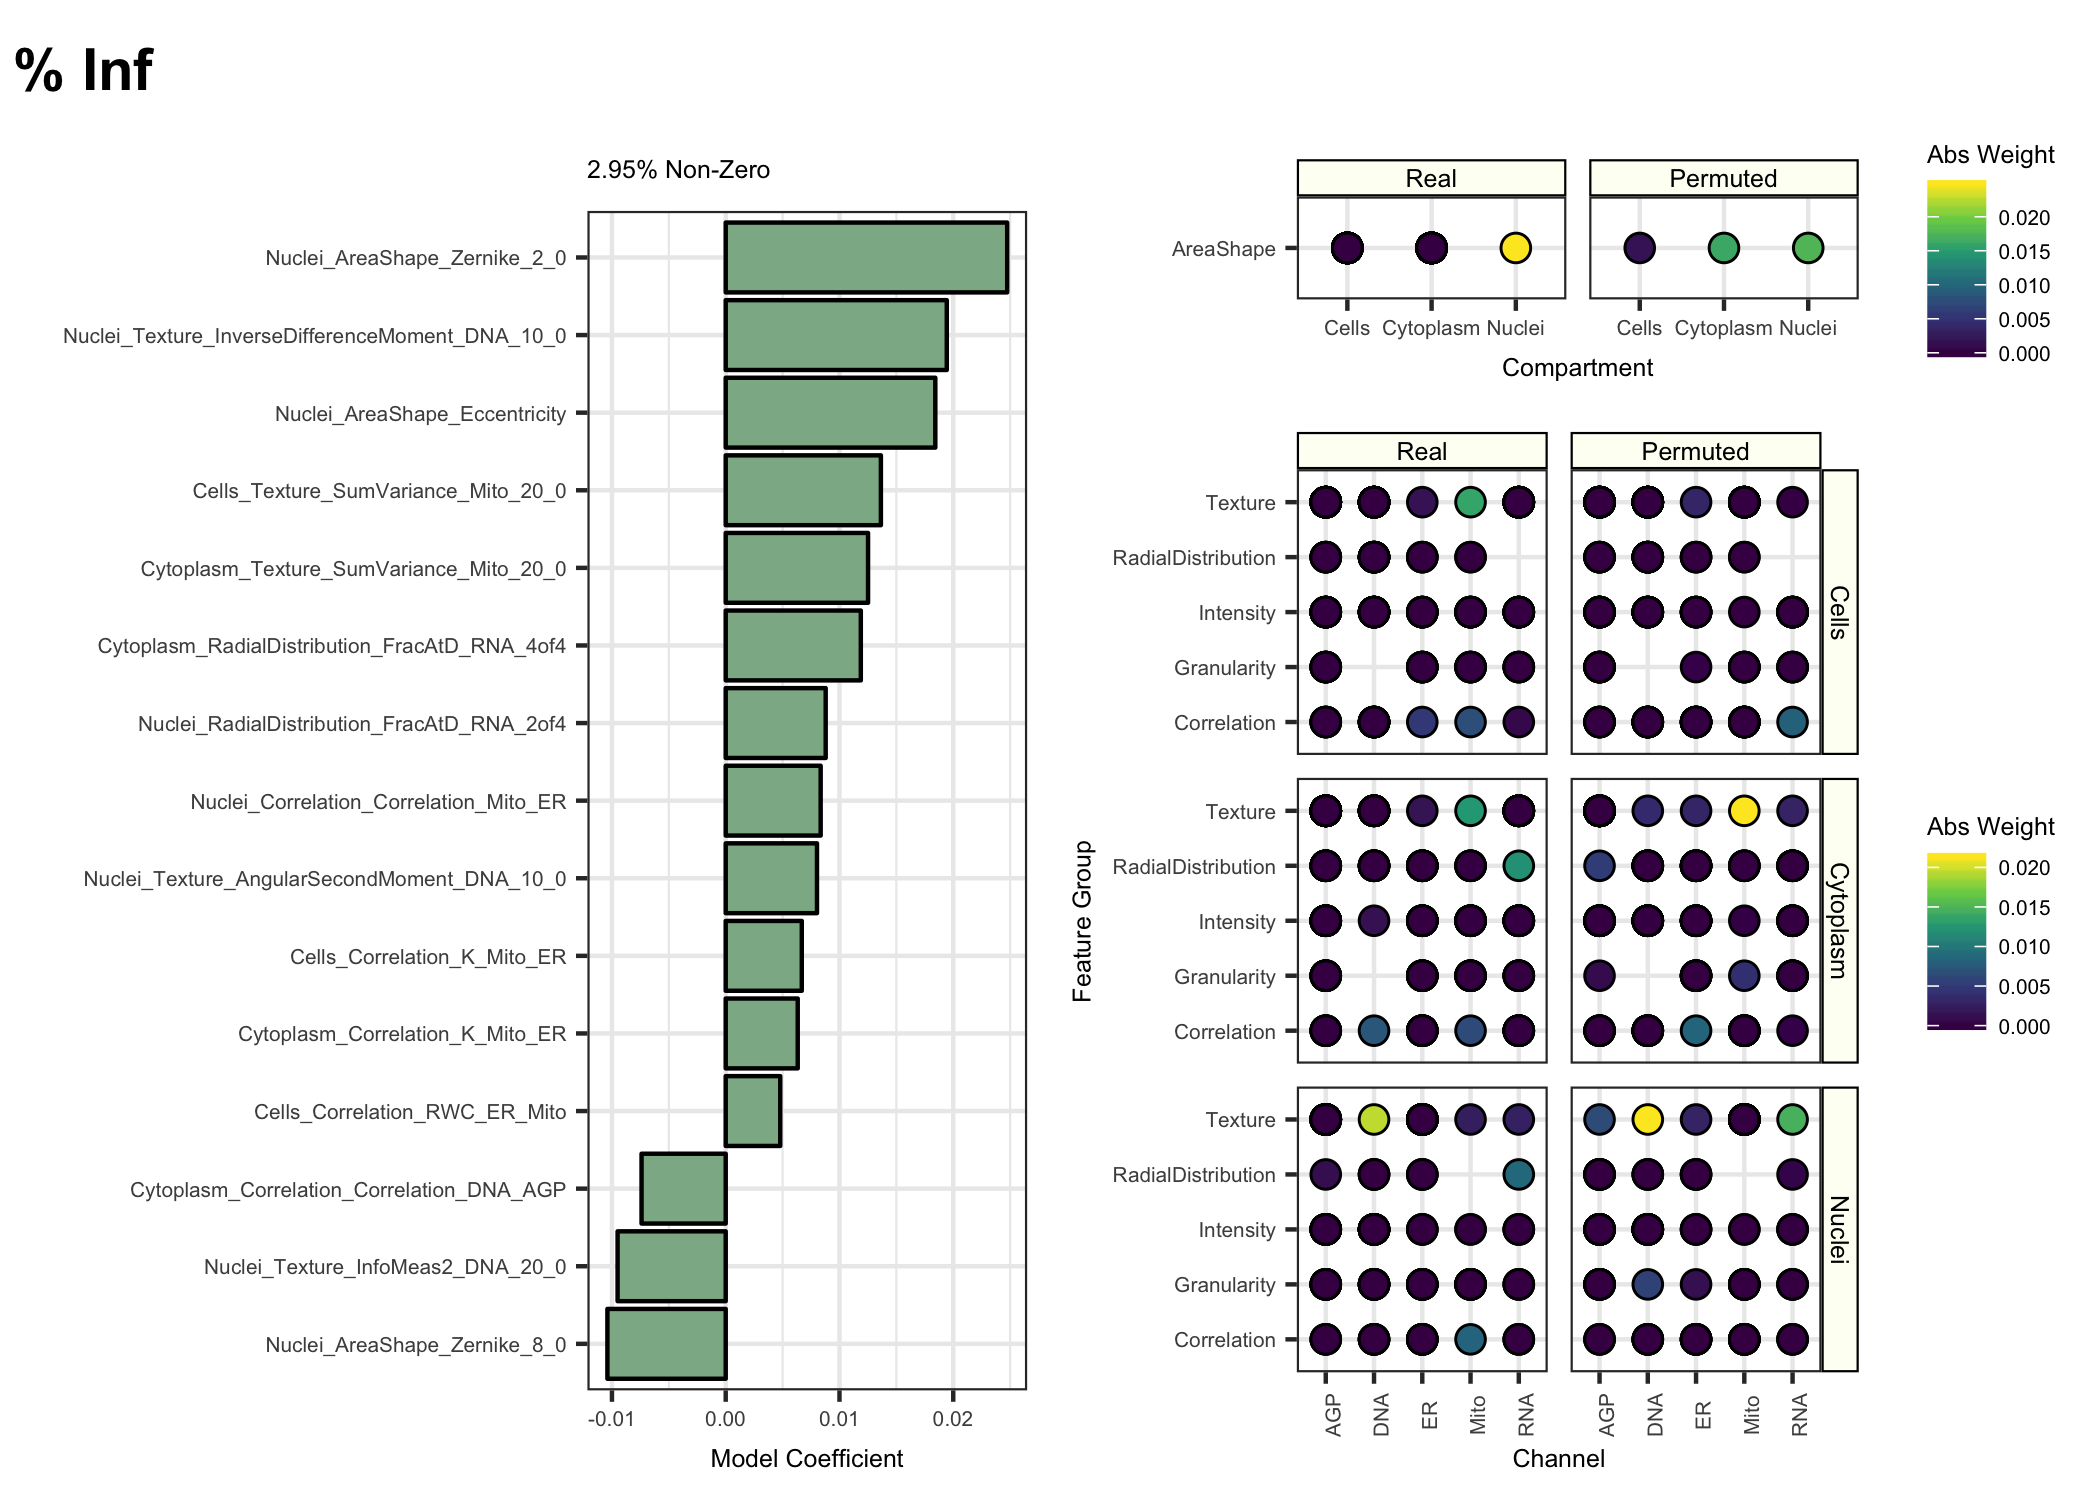 % Inf
2.95% Non-Zero
Nuclei_AreaShape_Zernike_2_0
Nuclei_Texture_InverseDifferenceMoment_DNA_10_0
Nuclei_AreaShape_Eccentricity
Cells_Texture_SumVariance_Mito_20_0
Cytoplasm_Texture_SumVariance_Mito_20_0
Cytoplasm_RadialDistribution_FracAtD_RNA_4of4
Nuclei_RadialDistribution_FracAtD_RNA_2of4
Nuclei_Correlation_Correlation_Mito_ER
Nuclei_Texture_AngularSecondMoment_DNA_10_0
Cells_Correlation_K_Mito_ER
Cytoplasm_Correlation_K_Mito_ER
Cells_Correlation_RWC_ER_Mito
Cytoplasm_Correlation_Correlation_DNA_AGP
Nuclei_Texture_InfoMeas2_DNA_20_0
Nuclei_AreaShape_Zernike_8_0
-0.01 0.00 0.01 0.02
Model Coefficient
Real Permuted
AreaShape
Cells Cytoplasm Nuclei Cells Cytoplasm Nuclei
Compartment
Abs Weight
0.020
0.015
0.010
0.005
0.000
Feature Group
Real Permuted
Texture
RadialDistribution
Intensity
Granularity
Correlation
Cells
Texture
RadialDistribution
Intensity
Granularity
Correlation
Cytoplasm
Texture
RadialDistribution
Intensity
Granularity
Correlation
Nuclei
AGP DNA ER Mito RNA AGP DNA ER Mito RNA
Channel
Abs Weight
0.020
0.015
0.010
0.005
0.000